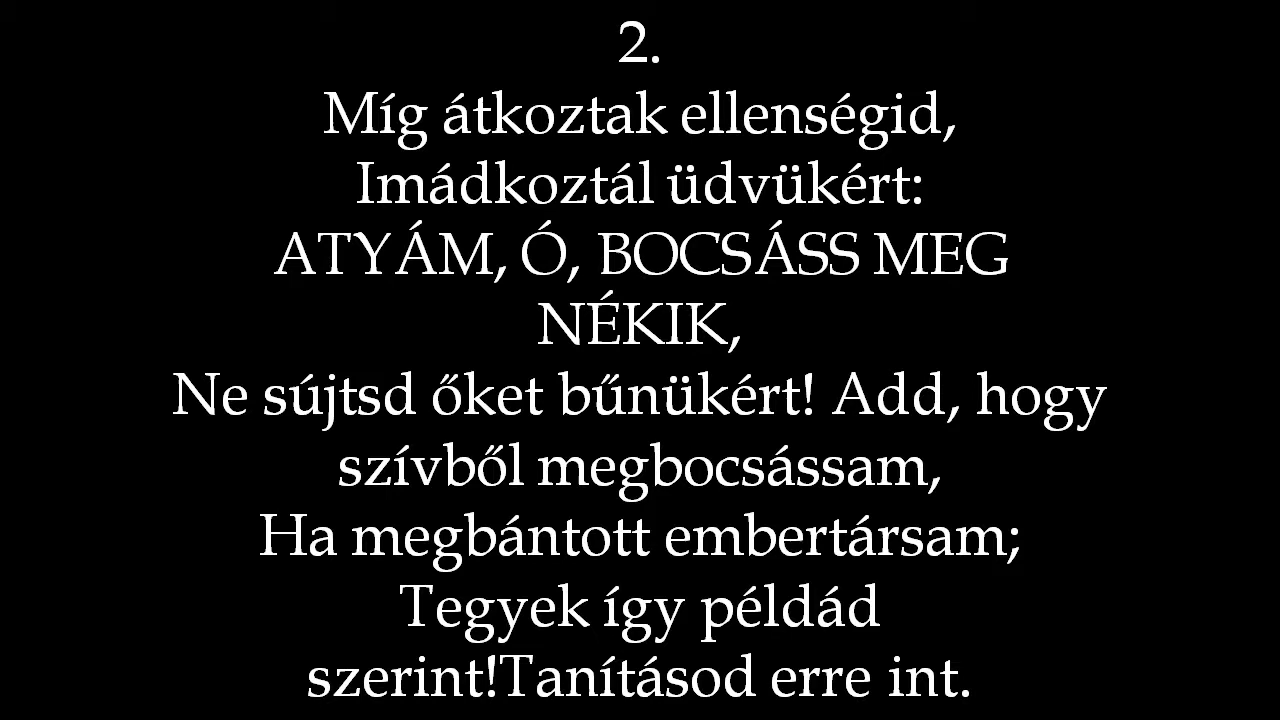 2.
Míg átkoztak ellenségid,
Imádkoztál üdvükért:
ATYÁM, Ó, BOCSÁSS MEG
NÉKIK,
Ne sújtsd őket bűnükért! Add, hogy
szívből megbocsássam,
Ha megbántott embertársam;
Tegyek így példád
szerint!Tanításod erre int.